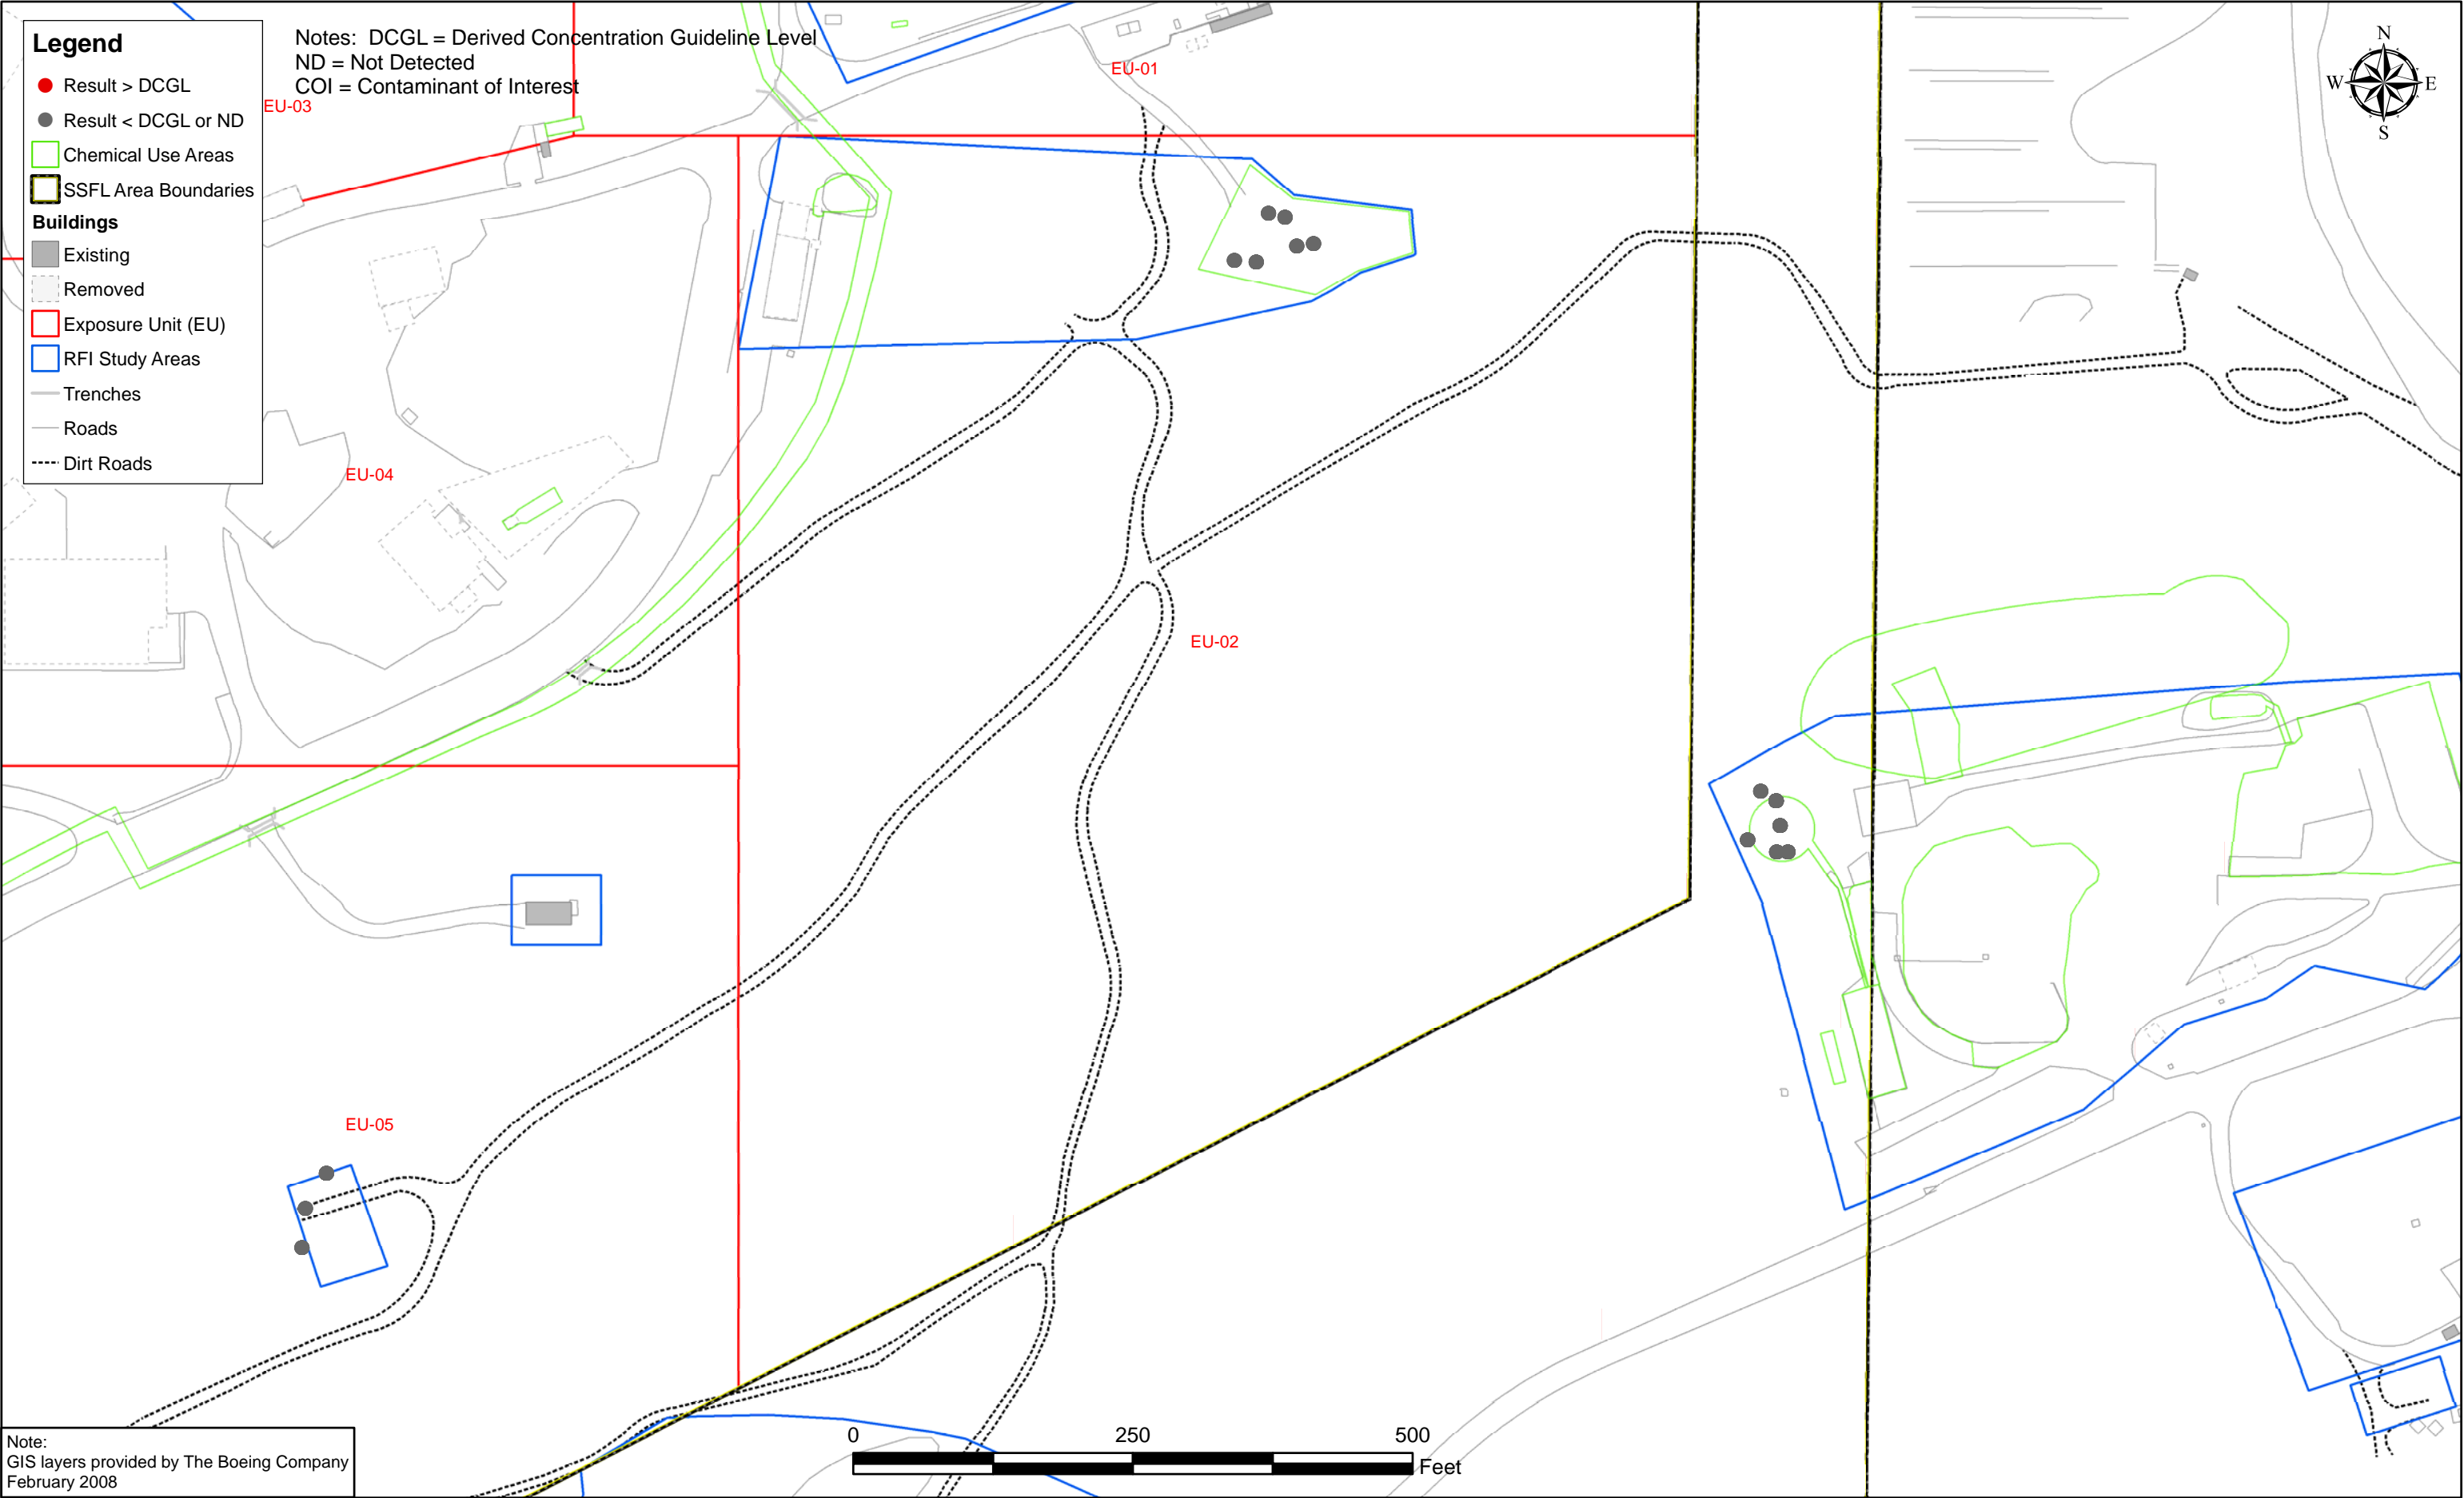 Legend
Result > DCGL
Result < DCGL or ND
Chemical Use Areas
SSFL Area Boundaries
Buildings
Existing
Removed
Exposure Unit (EU)
RFI Study Areas
Trenches
Roads
Dirt Roads
Notes:  DCGL = Derived Concentration Guideline Level
ND = Not Detected
COI = Contaminant of Interest
EU-03
EU-01
N
W
E
S
EU-04
EU-02
EU-05
0
250
500
Feet
Note:
GIS layers provided by The Boeing Company
February 2008